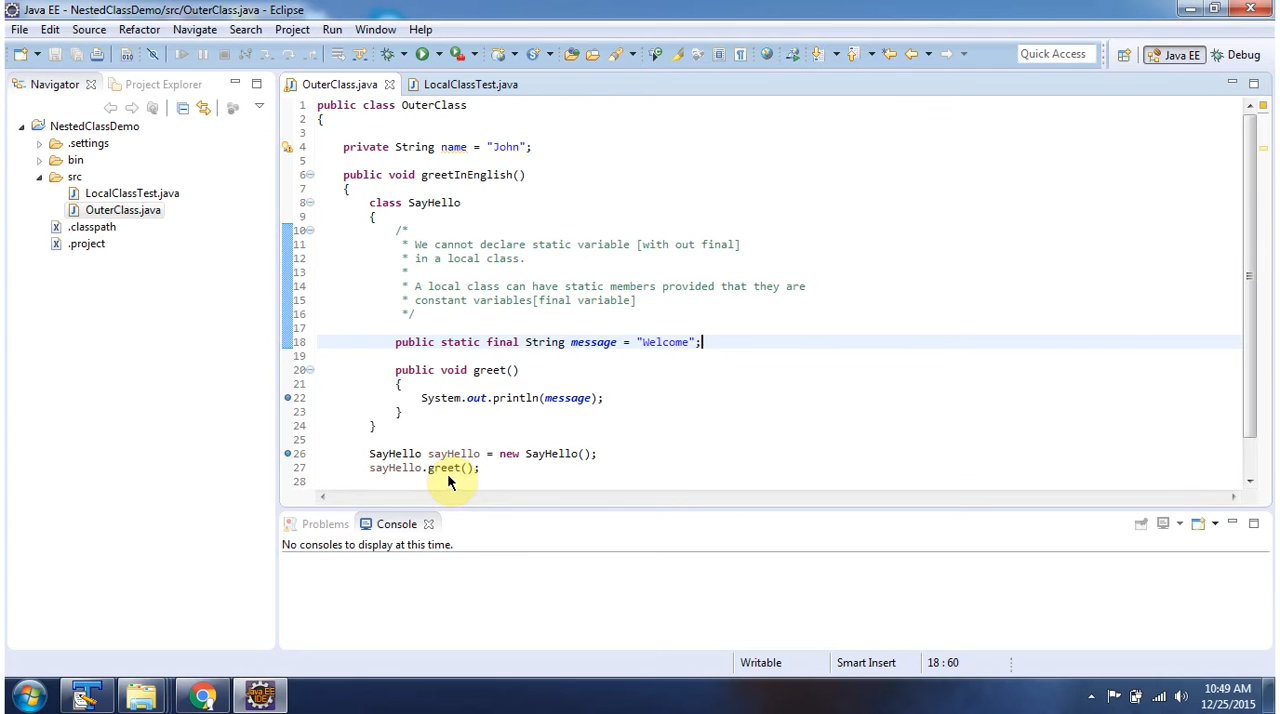 Java EE - NestedClassDemo/src/OuterClass.java - Eclipse
File Edit Source Refactor Navigate Search Project Run Window Help
Quick Access Java EE Debug
Navigator Project Explorer
OuterClass.java LocalClassTest.java
NestedClassDemo
.settings
bin
src
LocalClassTest.java
OuterClass.java
.classpath
.project
1 public class OuterClass
2 {
3
4 private String name = "John";
5
6 public void greetInEnglish()
7 {
8 class SayHello
9 {
10 /*
11 * We cannot declare static variable [with out final]
12 * in a local class.
13 *
14 * A local class can have static members provided that they are
15 * constant variables[final variable]
16 */
17
18 public static final String message = "Welcome";
19
20 public void greet()
21 {
22 System.out.println(message);
23 }
24 }
25
26 SayHello sayHello = new SayHello();
27 sayHello.greet();
28
Problems Console
No consoles to display at this time.
Writable Smart Insert 18 : 60
Java EE
IDE
10:49 AM
12/25/2015